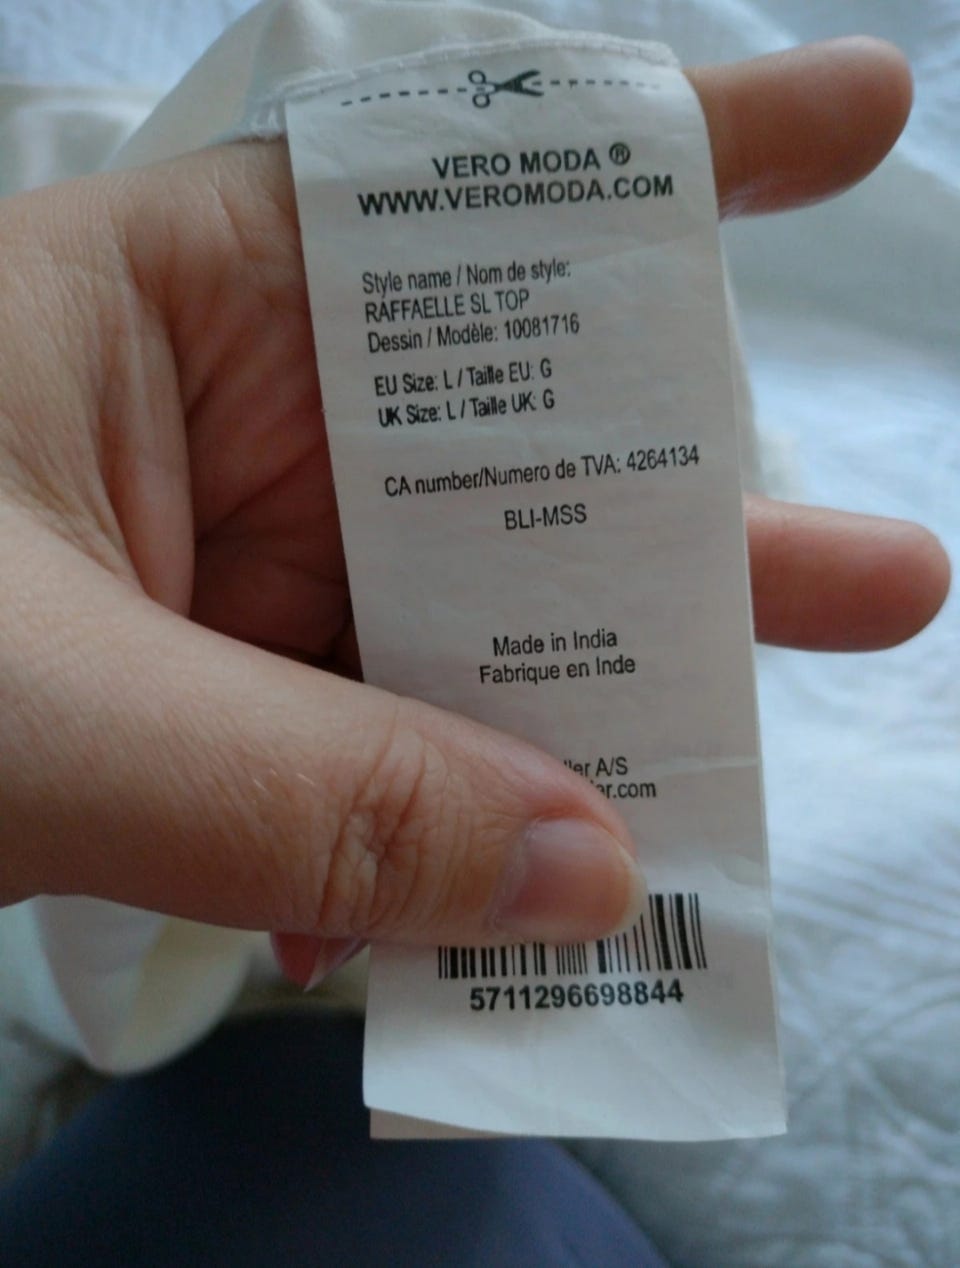 VERO MODA ®
WWW.VEROMODA.COM
Style name / Nom de style:
RAFFAELLE SL TOP
Dessin / Modèle: 10081716
EU Size: L / Taille EU: G
UK Size: L / Taille UK: G
CA number/Numero de TVA: 4264134
BLI-MSS
Made in India
Fabrique en Inde
A/S
5711296698844